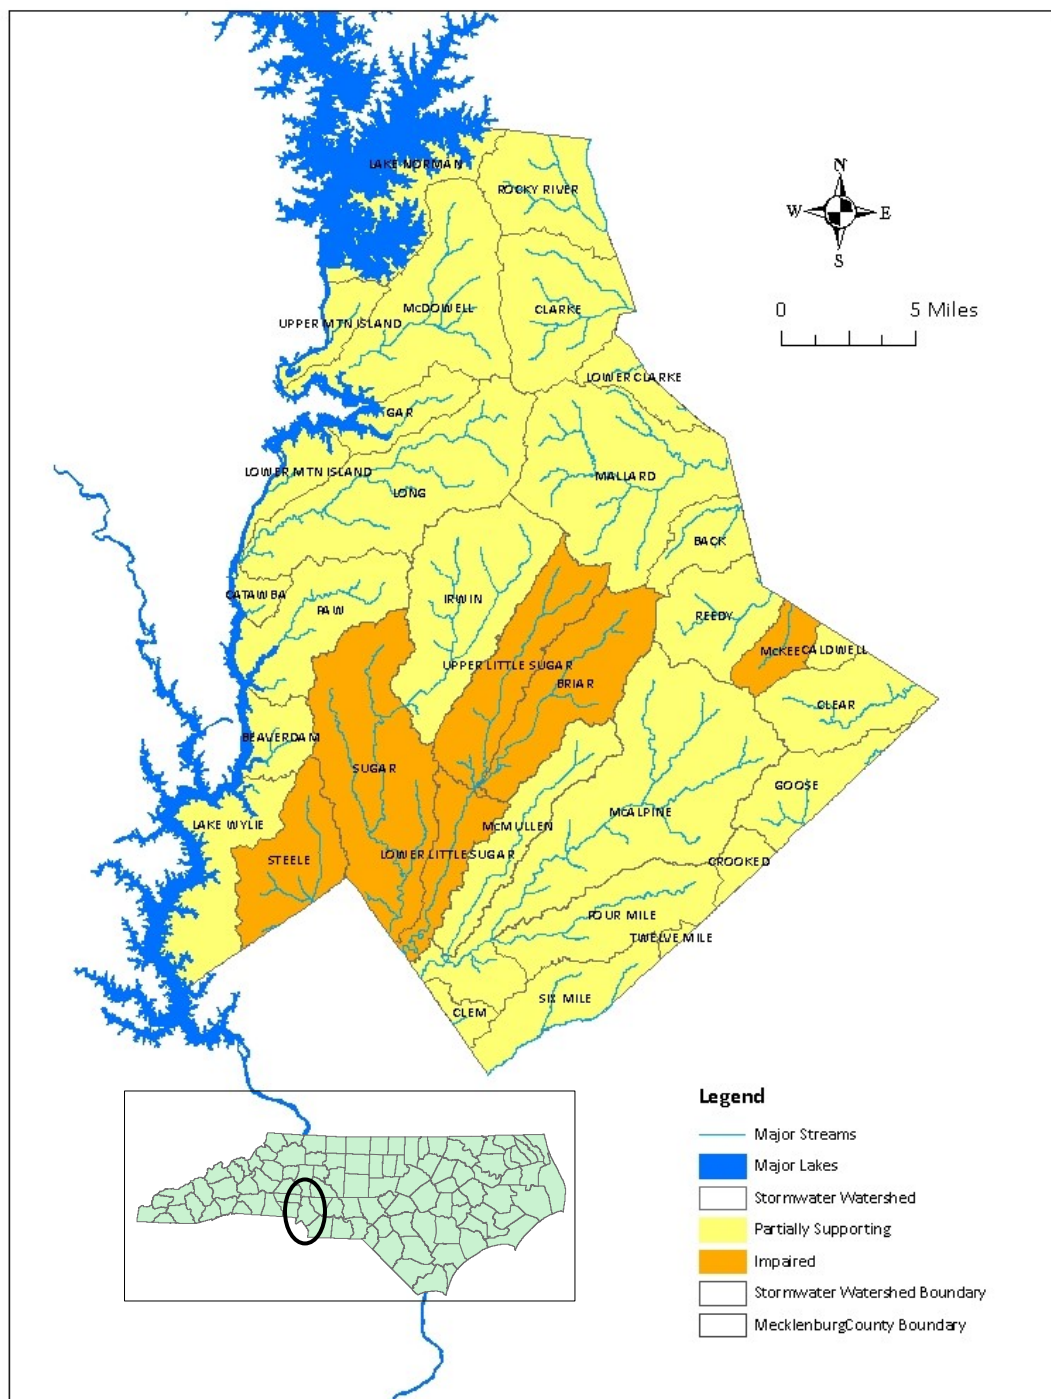 LAKE NORMAN
ROCKY RIVER
N
W
E
S
McDOWELL
CLARKE
UPPER MTN ISLAND
0
5 Miles
LOWER CLARKE
GAR
LOWER MTN ISLAND
LONG
MALLARD
BACK
CATAWBA
PAW
IRWIN
REEDY
McKEE
CALDWELL
UPPER LITTLE SUGAR
BRIAR
CLEAR
BEAVERDAM
SUGAR
GOOSE
LAKE WYLIE
McMULLEN
McALPINE
STEELE
LOWER LITTLE SUGAR
CROOKED
FOUR MILE
TWELVE MILE
SIX MILE
CLEM
Legend
Major Streams
Major Lakes
Stormwater Watershed
Partially Supporting
Impaired
Stormwater Watershed Boundary
MecklenburgCounty Boundary